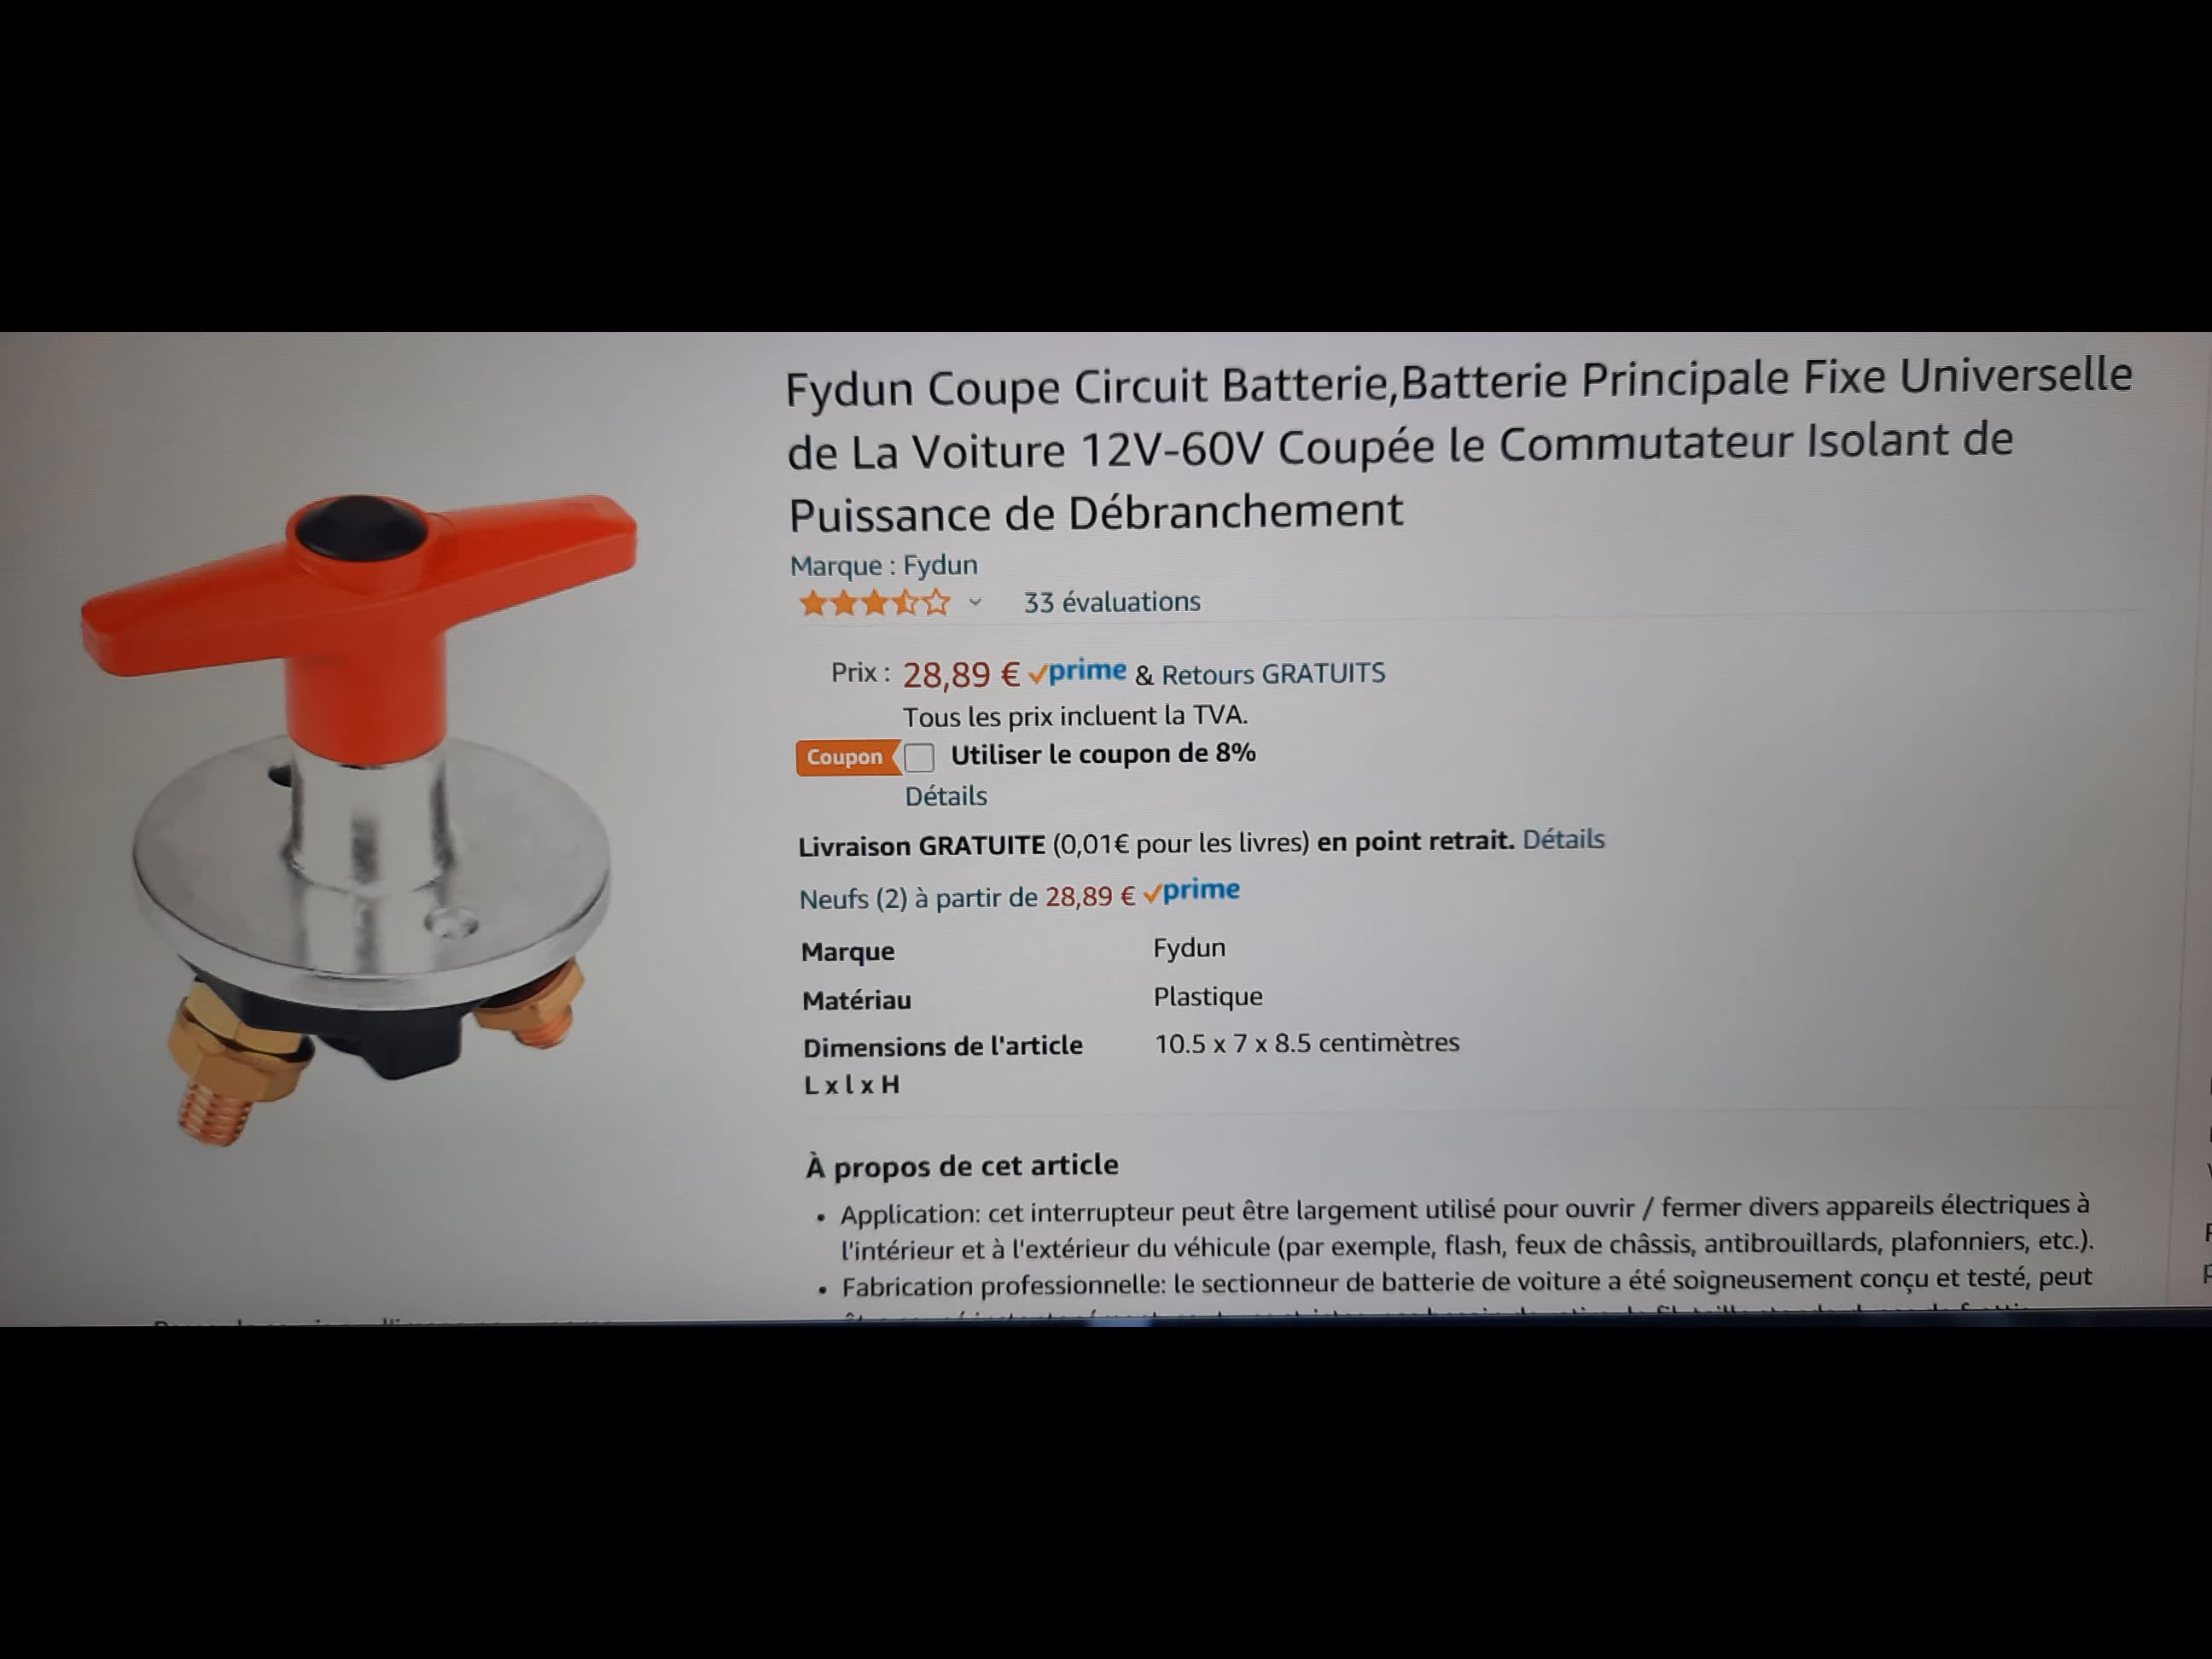 Fydun Coupe Circuit Batterie,Batterie Principale Fixe Universelle
de La Voiture 12V-60V Coupée le Commutateur Isolant de
Puissance de Débranchement
Marque : Fydun
33 évaluations
Prix : 28,89 € prime & Retours GRATUITS
Tous les prix incluent la TVA.
Coupon Utiliser le coupon de 8%
Détails
Livraison GRATUITE (0,01€ pour les livres) en point retrait. Détails
Neufs (2) à partir de 28,89 € prime
Marque Fydun
Matériau Plastique
Dimensions de l'article 10.5 x 7 x 8.5 centimètres
L x l x H
À propos de cet article
• Application: cet interrupteur peut être largement utilisé pour ouvrir / fermer divers appareils électriques à
l'intérieur et à l'extérieur du véhicule (par exemple, flash, feux de châssis, antibrouillards, plafonniers, etc.).
• Fabrication professionnelle: le sectionneur de batterie de voiture a été soigneusement conçu et testé, peut